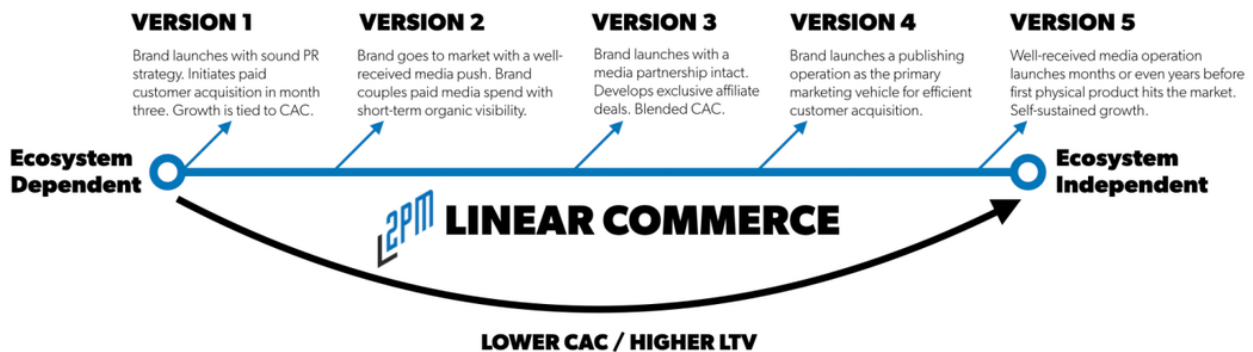 VERSION 1
Brand launches with sound PR
strategy. Initiates paid
customer acquisition in month
three. Growth is tied to CAC.
VERSION 2
Brand goes to market with a well-
received media push. Brand
couples paid media spend with
short-term organic visibility.
VERSION 3
Brand launches with a
media partnership intact.
Develops exclusive affiliate
deals. Blended CAC.
VERSION 4
Brand launches a publishing
operation as the primary
marketing vehicle for efficient
customer acquisition.
VERSION 5
Well-received media operation
launches months or even years before
first physical product hits the market.
Self-sustained growth.
Ecosystem
Dependent
Ecosystem
Independent
2PM LINEAR COMMERCE
LOWER CAC / HIGHER LTV